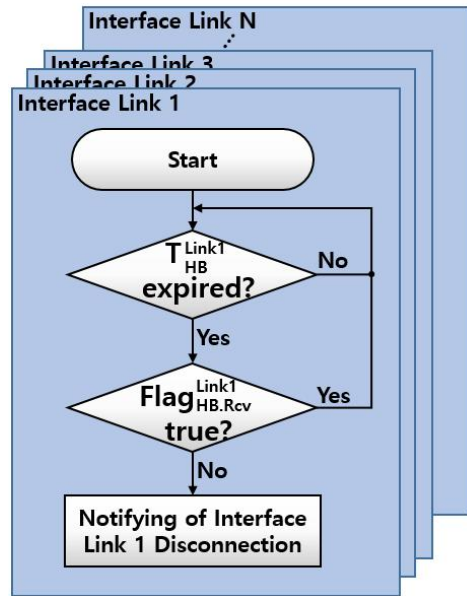 Interface Link N
Interface Link 3
Interface Link 2
Interface Link 1
Start
T Link1 HB
expired?
No
Yes
Flag Link1 HB.Rcv
true?
Yes
No
Notifying of Interface
Link 1 Disconnection